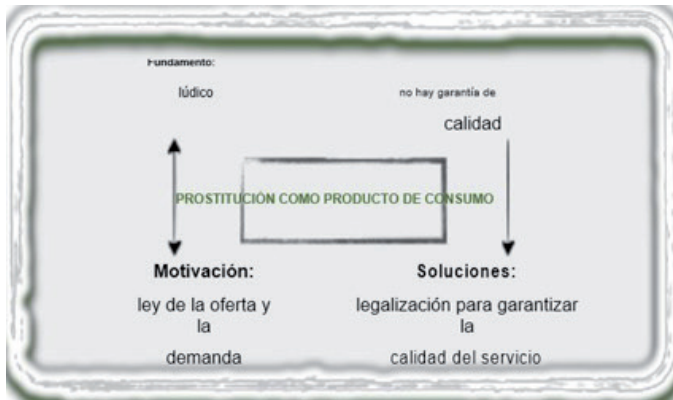 Fundamento:
lúdico
no hay garantía de
calidad
PROSTITUCIÓN COMO PRODUCTO DE CONSUMO
Motivación:
ley de la oferta y
la
demanda
Soluciones:
legalización para garantizar
la
calidad del servicio